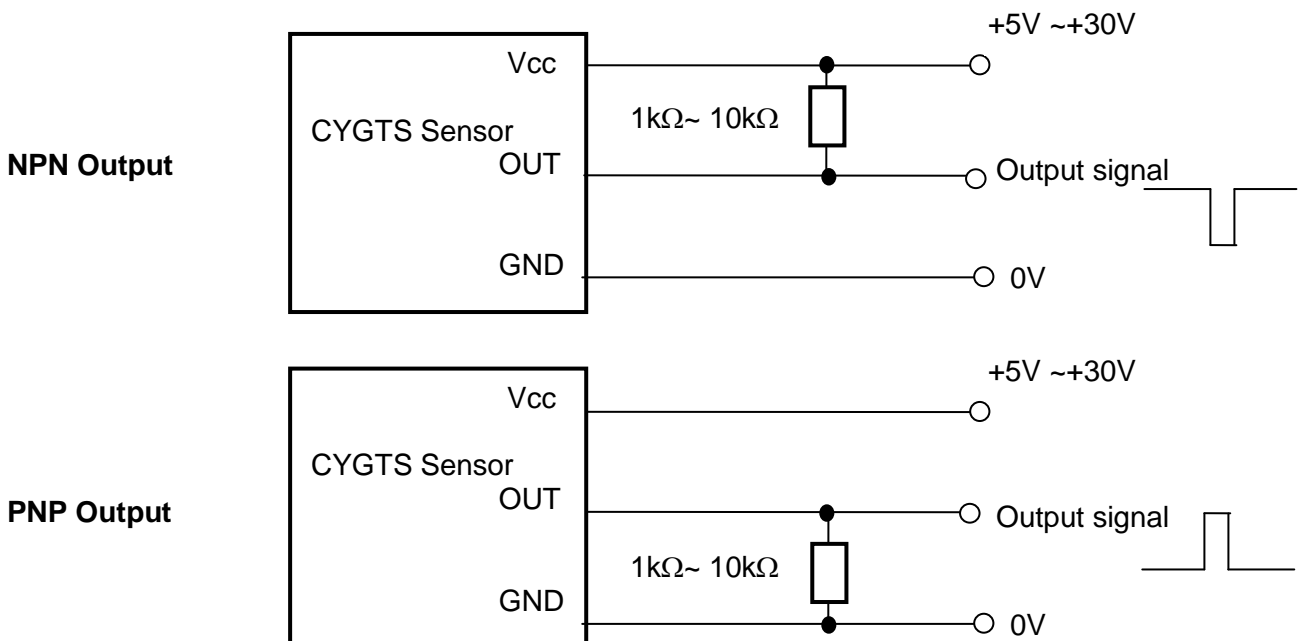 +5V ~+30V
Vcc
1kΩ~ 10kΩ
CYGTS Sensor
NPN Output
OUT
Output signal
GND
0V
+5V ~+30V
Vcc
CYGTS Sensor
OUT
PNP Output
Output signal
1kΩ~ 10kΩ
GND
0V